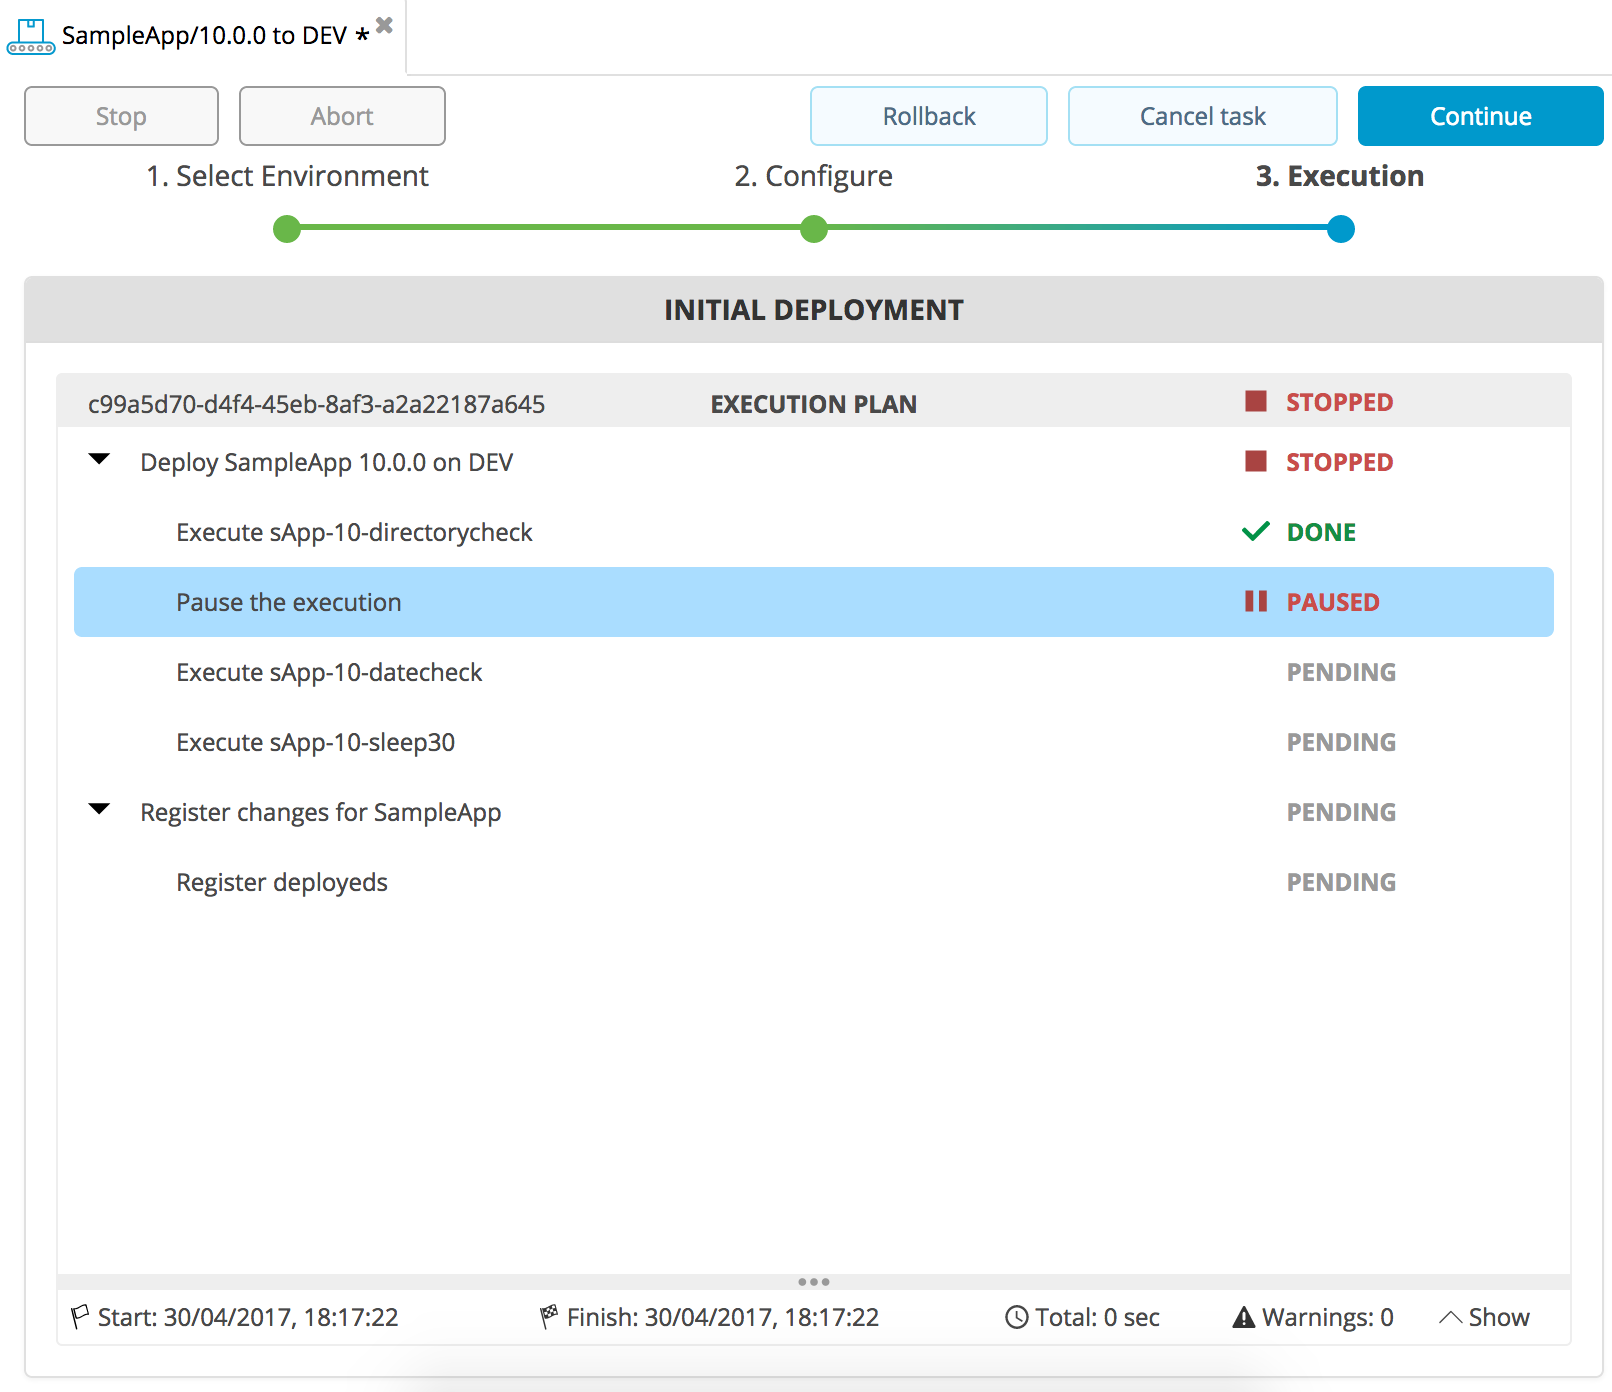 SampleApp/10.0.0 to DEV *
Stop Abort Rollback Cancel task Continue
1. Select Environment 2. Configure 3. Execution
INITIAL DEPLOYMENT
c99a5d70-d4f4-45eb-8af3-a2a22187a645 EXECUTION PLAN STOPPED
Deploy SampleApp 10.0.0 on DEV STOPPED
Execute sApp-10-directorycheck DONE
Pause the execution PAUSED
Execute sApp-10-datecheck PENDING
Execute sApp-10-sleep30 PENDING
Register changes for SampleApp PENDING
Register deployeds PENDING
Start: 30/04/2017, 18:17:22 Finish: 30/04/2017, 18:17:22 Total: 0 sec Warnings: 0 Show